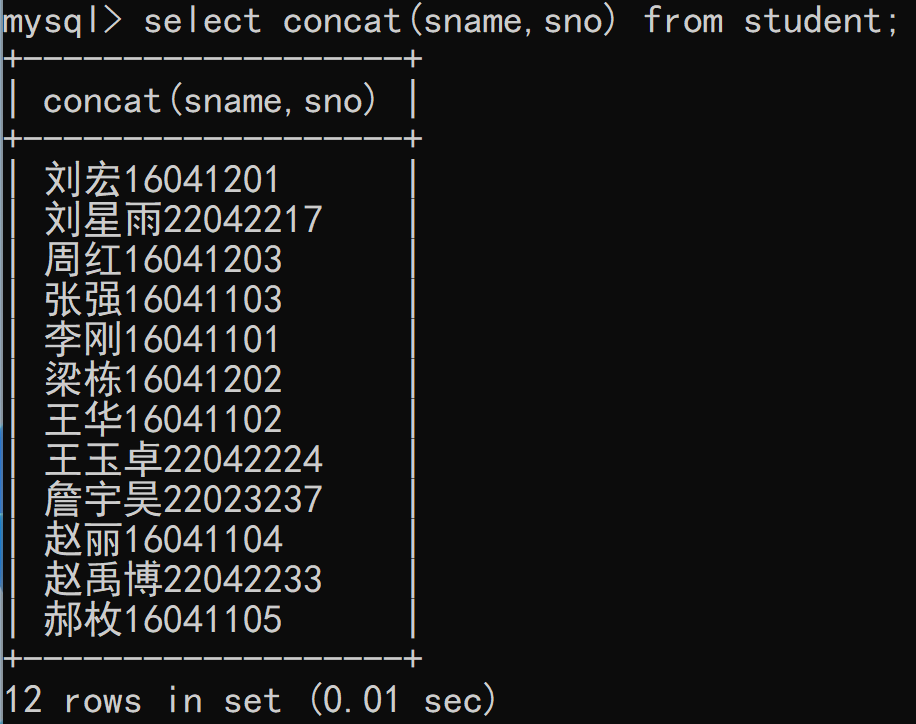 mysql> select concat(sname,sno) from student;
+-------------------+
| concat(sname,sno) |
+-------------------+
| 刘宏16041201      |
| 刘星雨22042217    |
| 周红16041203      |
| 张强16041103      |
| 李刚16041101      |
| 梁栋16041202      |
| 王华16041102      |
| 王玉卓22042224    |
| 詹宇昊22023237    |
| 赵丽16041104      |
| 赵禹博22042233    |
| 郝枚16041105      |
+-------------------+
12 rows in set (0.01 sec)